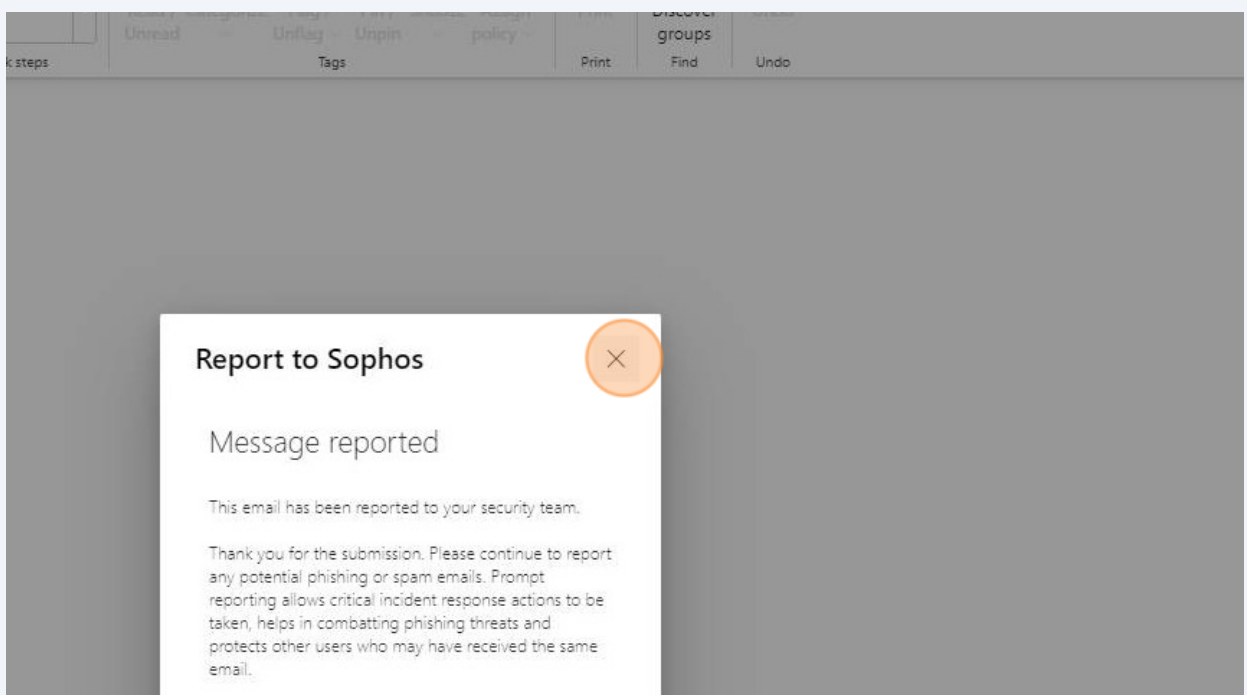 Unread Unflag Unpin policy Discover groups
k steps Tags Print Find Undo
Report to Sophos
Message reported
This email has been reported to your security team.
Thank you for the submission. Please continue to report
any potential phishing or spam emails. Prompt
reporting allows critical incident response actions to be
taken, helps in combatting phishing threats and
protects other users who may have received the same
email.